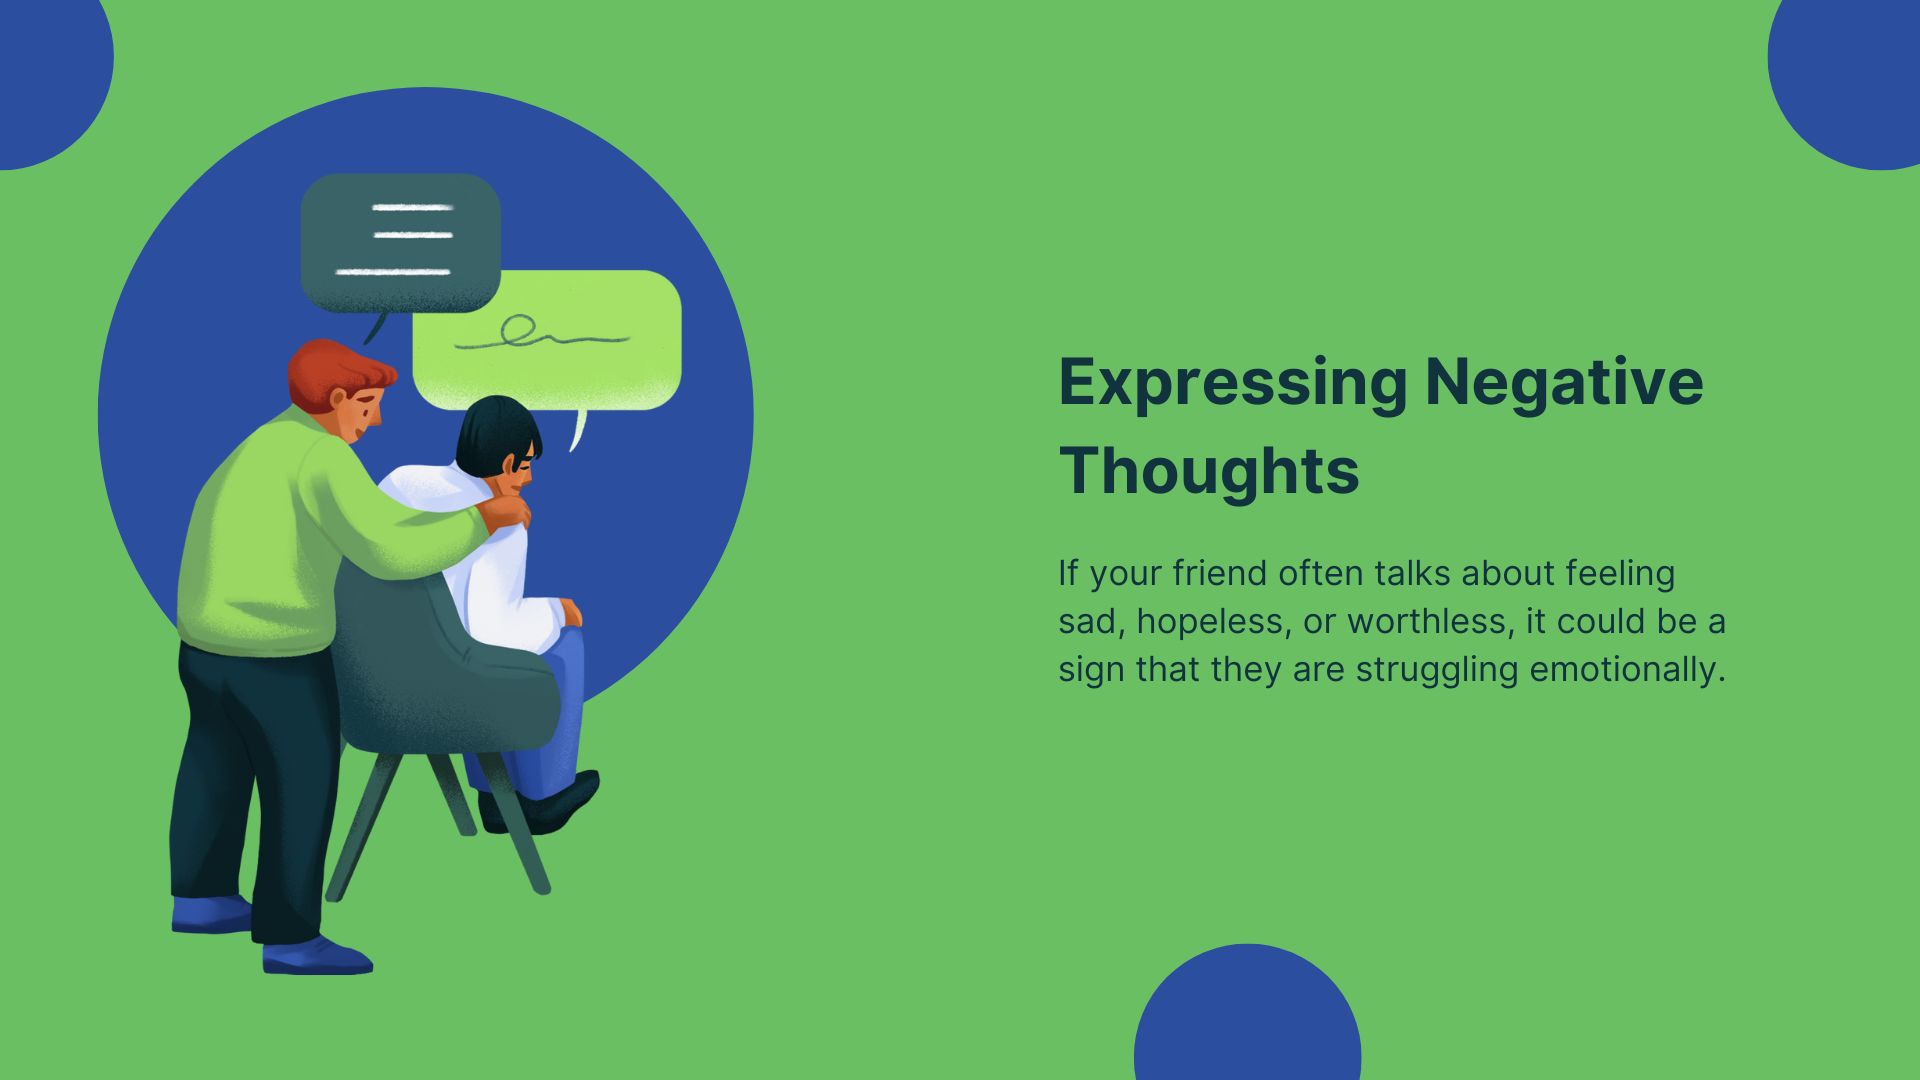 Expressing Negative
Thoughts
If your friend often talks about feeling
sad, hopeless, or worthless, it could be a
sign that they are struggling emotionally.